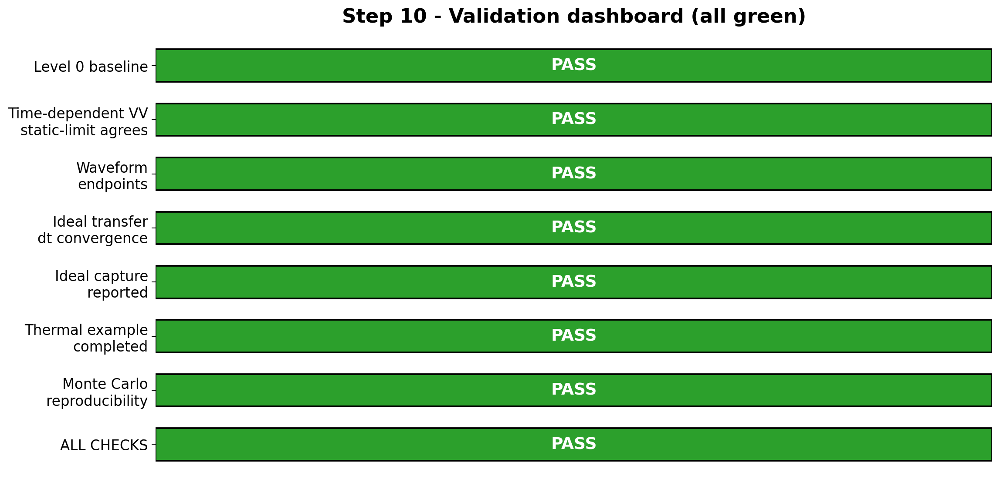 Step 10 - Validation dashboard (all green)
Level 0 baseline
PASS
Time-dependent VV
static-limit agrees
PASS
Waveform
endpoints
PASS
Ideal transfer
dt convergence
PASS
Ideal capture
reported
PASS
Thermal example
completed
PASS
Monte Carlo
reproducibility
PASS
ALL CHECKS
PASS